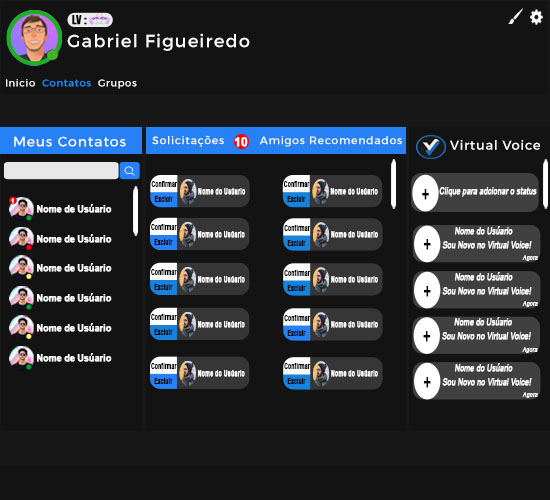 LV :
Gabriel Figueiredo
Inicio Contatos Grupos
Meus Contatos
Solicitações 10 Amigos Recomendados
Virtual Voice
1
Nome de Usúario
Nome de Usúario
Nome de Usúario
Nome de Usúario
Nome de Usúario
Nome de Usúario
Confirmar
Excluir
Nome do Usúario
Confirmar
Excluir
Nome do Usúario
Confirmar
Excluir
Nome do Usúario
Confirmar
Excluir
Nome do Usúario
Confirmar
Excluir
Nome do Usúario
Confirmar
Excluir
Nome do Usúario
Confirmar
Excluir
Nome do Usúario
Confirmar
Excluir
Nome do Usúario
Confirmar
Excluir
Nome do Usúario
Confirmar
Excluir
Nome do Usúario
+ Clique para adcionar o status
Nome do Usúario
+ Sou Novo no Virtual Voice!
Agora
Nome do Usúario
+ Sou Novo no Virtual Voice!
Agora
Nome do Usúario
+ Sou Novo no Virtual Voice!
Agora
Nome do Usúario
+ Sou Novo no Virtual Voice!
Agora